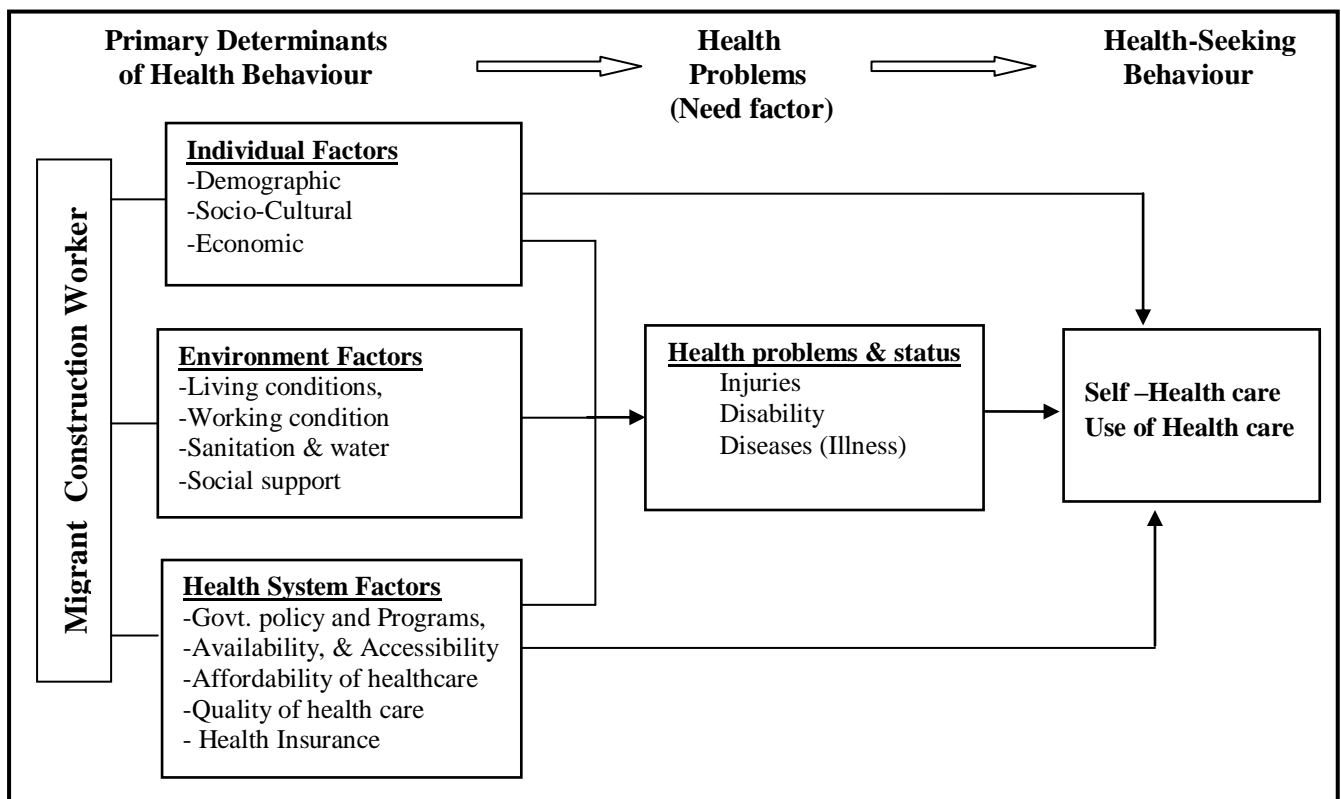 Primary Determinants
of Health Behaviour
Health
Problems
(Need factor)
Health-Seeking
Behaviour
Migrant Construction Worker
Individual Factors
-Demographic
-Socio-Cultural
-Economic
Environment Factors
-Living conditions,
-Working condition
-Sanitation & water
-Social support
Health System Factors
-Govt. policy and Programs,
-Availability, & Accessibility
-Affordability of healthcare
-Quality of health care
- Health Insurance
Health problems & status
Injuries
Disability
Diseases (Illness)
Self –Health care
Use of Health care